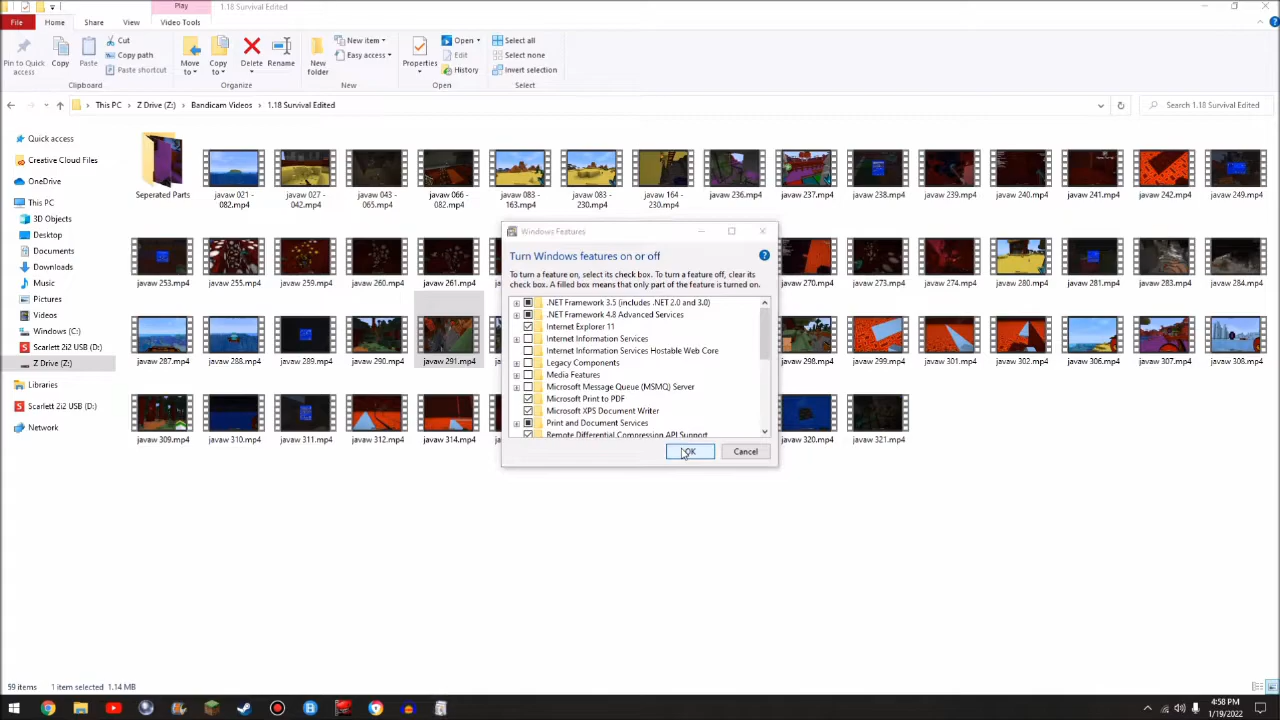 Play
1.18 Survival Edited
File
Home
Share
View
Video Tools
Pin to Quick access
Copy
Paste
Cut
Copy path
Paste shortcut
Clipboard
Move to
Copy to
Delete
Rename
Organize
New folder
New item
Easy access
New
Properties
Open
Edit
History
Open
Select all
Select none
Invert selection
Select
This PC > Z Drive (Z:) > Bandicam Videos > 1.18 Survival Edited
Search 1.18 Survival Edited
Quick access
Creative Cloud Files
OneDrive
This PC
3D Objects
Desktop
Documents
Downloads
Music
Pictures
Videos
Windows (C:)
Scarlett 2i2 USB (D:)
Z Drive (Z:)
Libraries
Scarlett 2i2 USB (D:)
Network
Seperated Parts
javaw 021 - 082.mp4
javaw 027 - 042.mp4
javaw 043 - 065.mp4
javaw 066 - 082.mp4
javaw 083 - 163.mp4
javaw 083 - 230.mp4
javaw 164 - 230.mp4
javaw 236.mp4
javaw 237.mp4
javaw 238.mp4
javaw 239.mp4
javaw 240.mp4
javaw 241.mp4
javaw 242.mp4
javaw 249.mp4
javaw 253.mp4
javaw 255.mp4
javaw 259.mp4
javaw 260.mp4
javaw 261.mp4
javaw 270.mp4
javaw 273.mp4
javaw 274.mp4
javaw 280.mp4
javaw 281.mp4
javaw 283.mp4
javaw 284.mp4
javaw 287.mp4
javaw 288.mp4
javaw 289.mp4
javaw 290.mp4
javaw 291.mp4
javaw 298.mp4
javaw 299.mp4
javaw 301.mp4
javaw 302.mp4
javaw 306.mp4
javaw 307.mp4
javaw 308.mp4
javaw 309.mp4
javaw 310.mp4
javaw 311.mp4
javaw 312.mp4
javaw 314.mp4
javaw 320.mp4
javaw 321.mp4
Windows Features
Turn Windows features on or off
To turn a feature on, select its check box. To turn a feature off, clear its
check box. A filled box means that only part of the feature is turned on.
.NET Framework 3.5 (includes .NET 2.0 and 3.0)
.NET Framework 4.8 Advanced Services
Internet Explorer 11
Internet Information Services
Internet Information Services Hostable Web Core
Legacy Components
Media Features
Microsoft Message Queue (MSMQ) Server
Microsoft Print to PDF
Microsoft XPS Document Writer
Print and Document Services
Remote Differential Compression API Support
OK
Cancel
59 items
1 item selected 1.14 MB
4:58 PM
1/19/2022